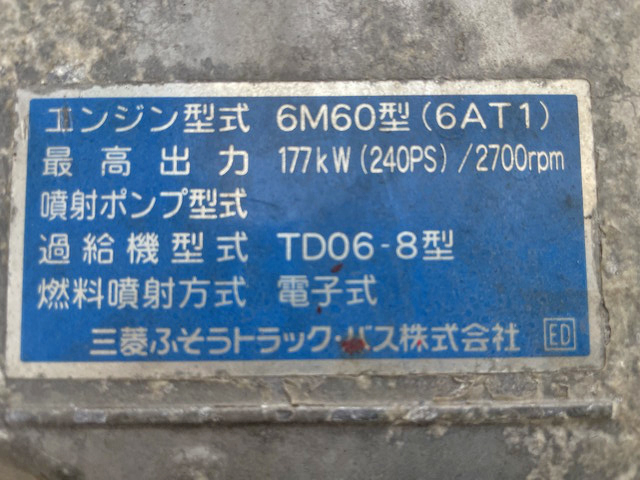 エンジン型式 6M60型(6AT1)
最高出力 177kW(240PS)/2700rpm
噴射ポンプ型式
過給機型式 TD06-8型
燃料噴射方式 電子式
三菱ふそうトラック・バス株式会社 ED